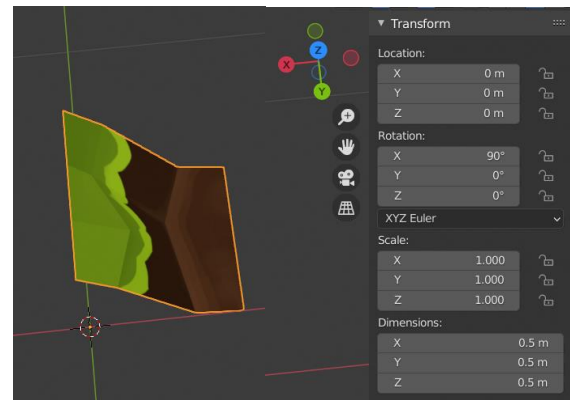 Z
X
Y
Transform
Location:
X 0 m
Y 0 m
Z 0 m
Rotation:
X 90°
Y 0°
Z 0°
XYZ Euler
Scale:
X 1.000
Y 1.000
Z 1.000
Dimensions:
X 0.5 m
Y 0.5 m
Z 0.5 m